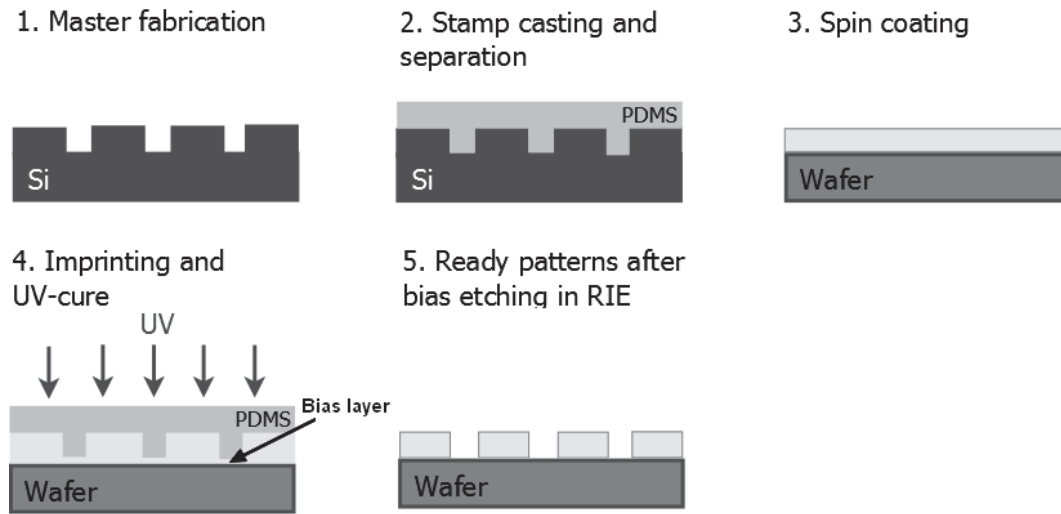 1. Master fabrication
2. Stamp casting and
separation
3. Spin coating
PDMS
Si
Si
Wafer
4. Imprinting and
UV-cure
5. Ready patterns after
bias etching in RIE
UV
PDMS
Bias layer
Wafer
Wafer